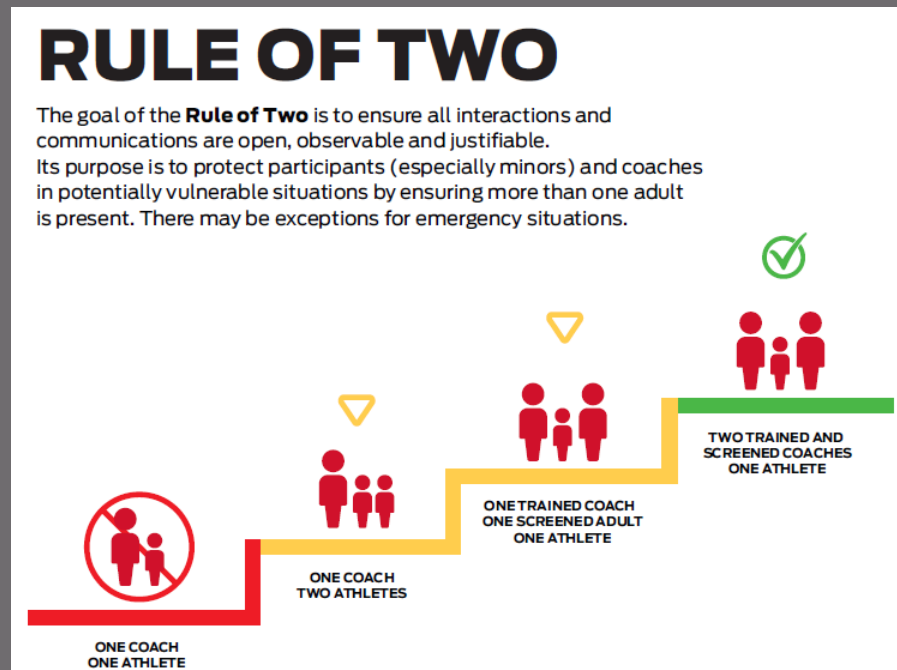 RULE OF TWO
The goal of the Rule of Two is to ensure all interactions and
communications are open, observable and justifiable.
Its purpose is to protect participants (especially minors) and coaches
in potentially vulnerable situations by ensuring more than one adult
is present. There may be exceptions for emergency situations.
ONE COACH
ONE ATHLETE
ONE COACH
TWO ATHLETES
ONE TRAINED COACH
ONE SCREENED ADULT
ONE ATHLETE
TWO TRAINED AND
SCREENED COACHES
ONE ATHLETE